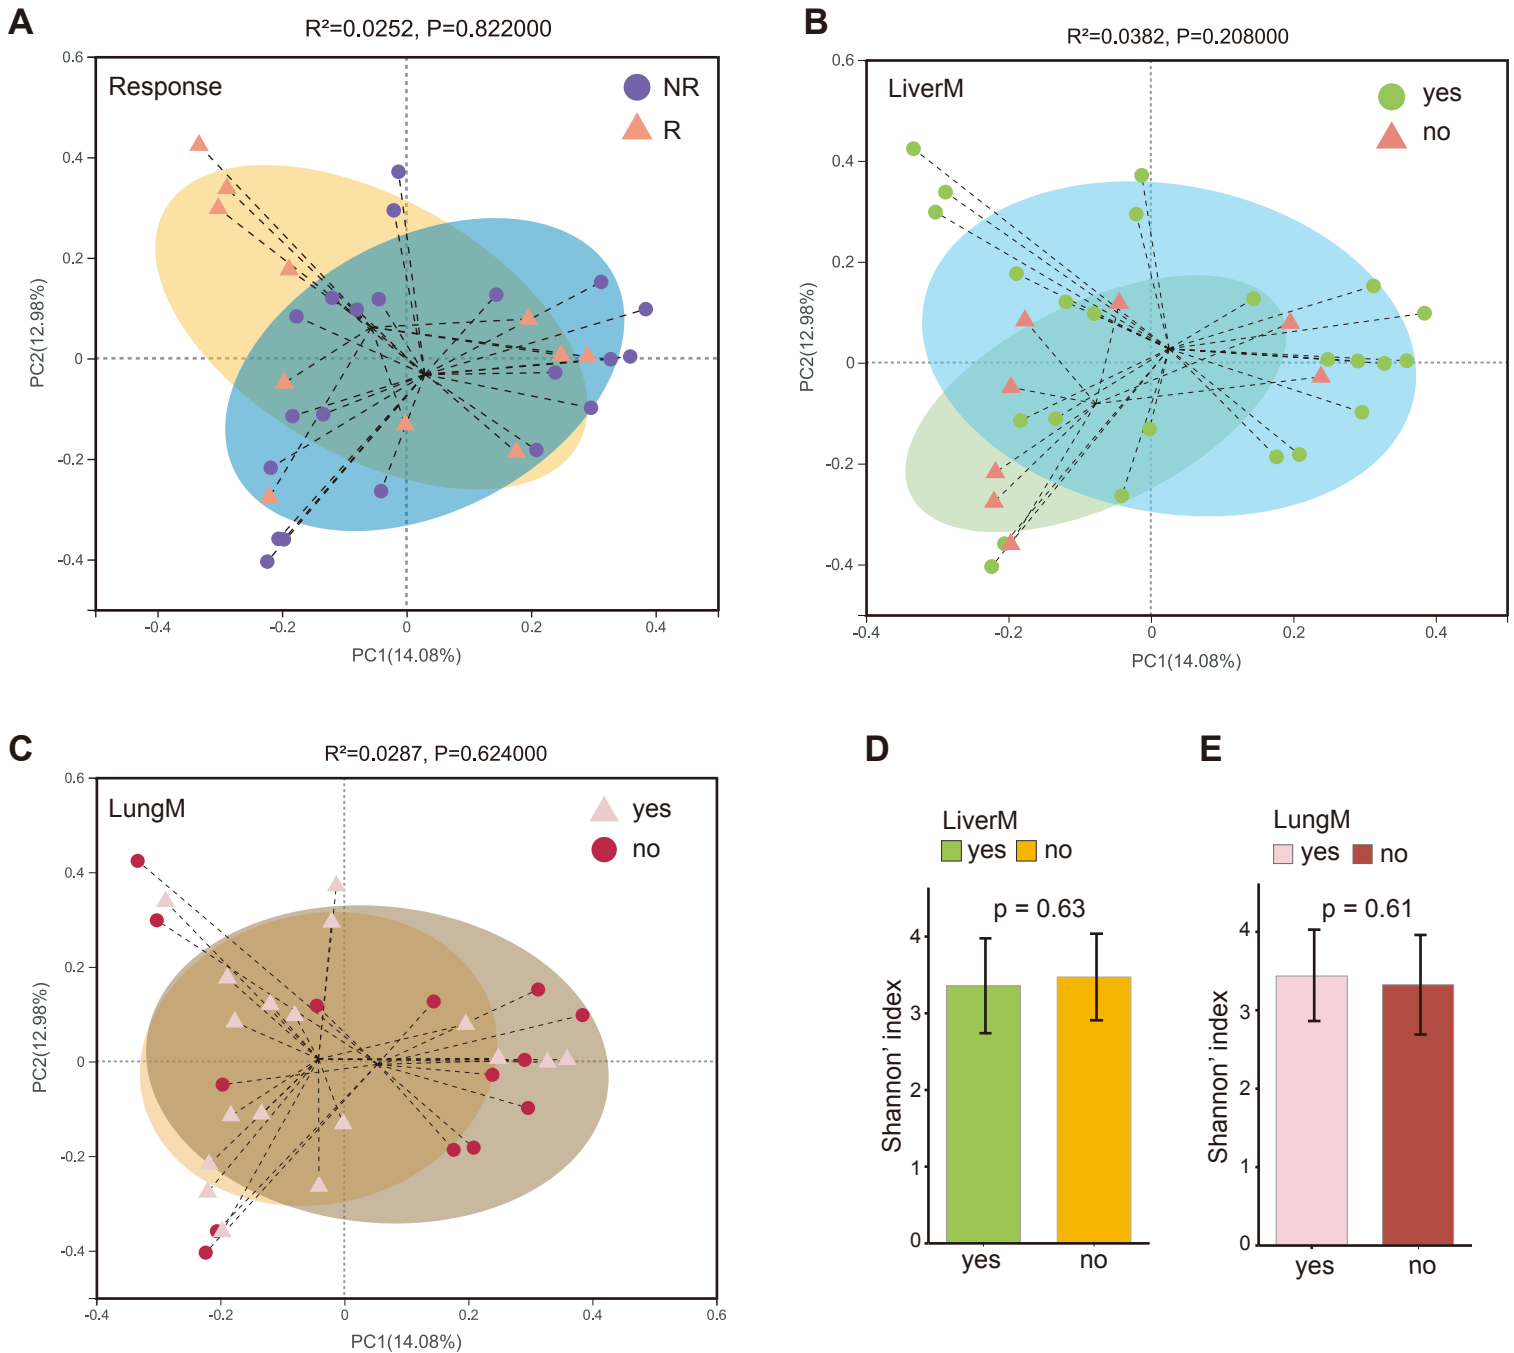 A
R²=0.0252, P=0.822000
Response
NR
R
0.6
0.4
0.2
0
-0.2
-0.4
PC2(12.98%)
-0.4
-0.2
0
0.2
0.4
PC1(14.08%)
B
R²=0.0382, P=0.208000
LiverM
yes
no
0.6
0.4
0.2
0
-0.2
-0.4
PC2(12.98%)
-0.4
-0.2
0
0.2
0.4
PC1(14.08%)
C
R²=0.0287, P=0.624000
LungM
yes
no
0.6
0.4
0.2
0
-0.2
-0.4
PC2(12.98%)
-0.4
-0.2
0
0.2
0.4
0.6
PC1(14.08%)
D
LiverM
yes no
p = 0.63
4
3
2
1
0
Shannon' index
yes no
E
LungM
yes no
p = 0.61
4
3
2
1
0
Shannon' index
yes no